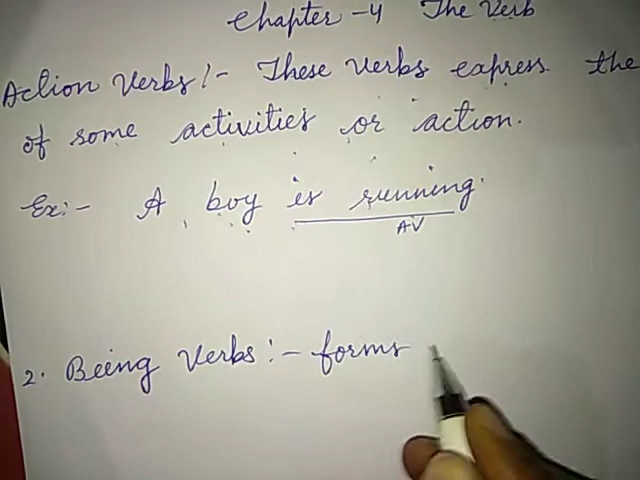 Chapter -4 The Verb
Action Verbs :- These verbs express the
of some activities or action.
Ex:- A boy is running.
AV
2. Being Verbs :- forms